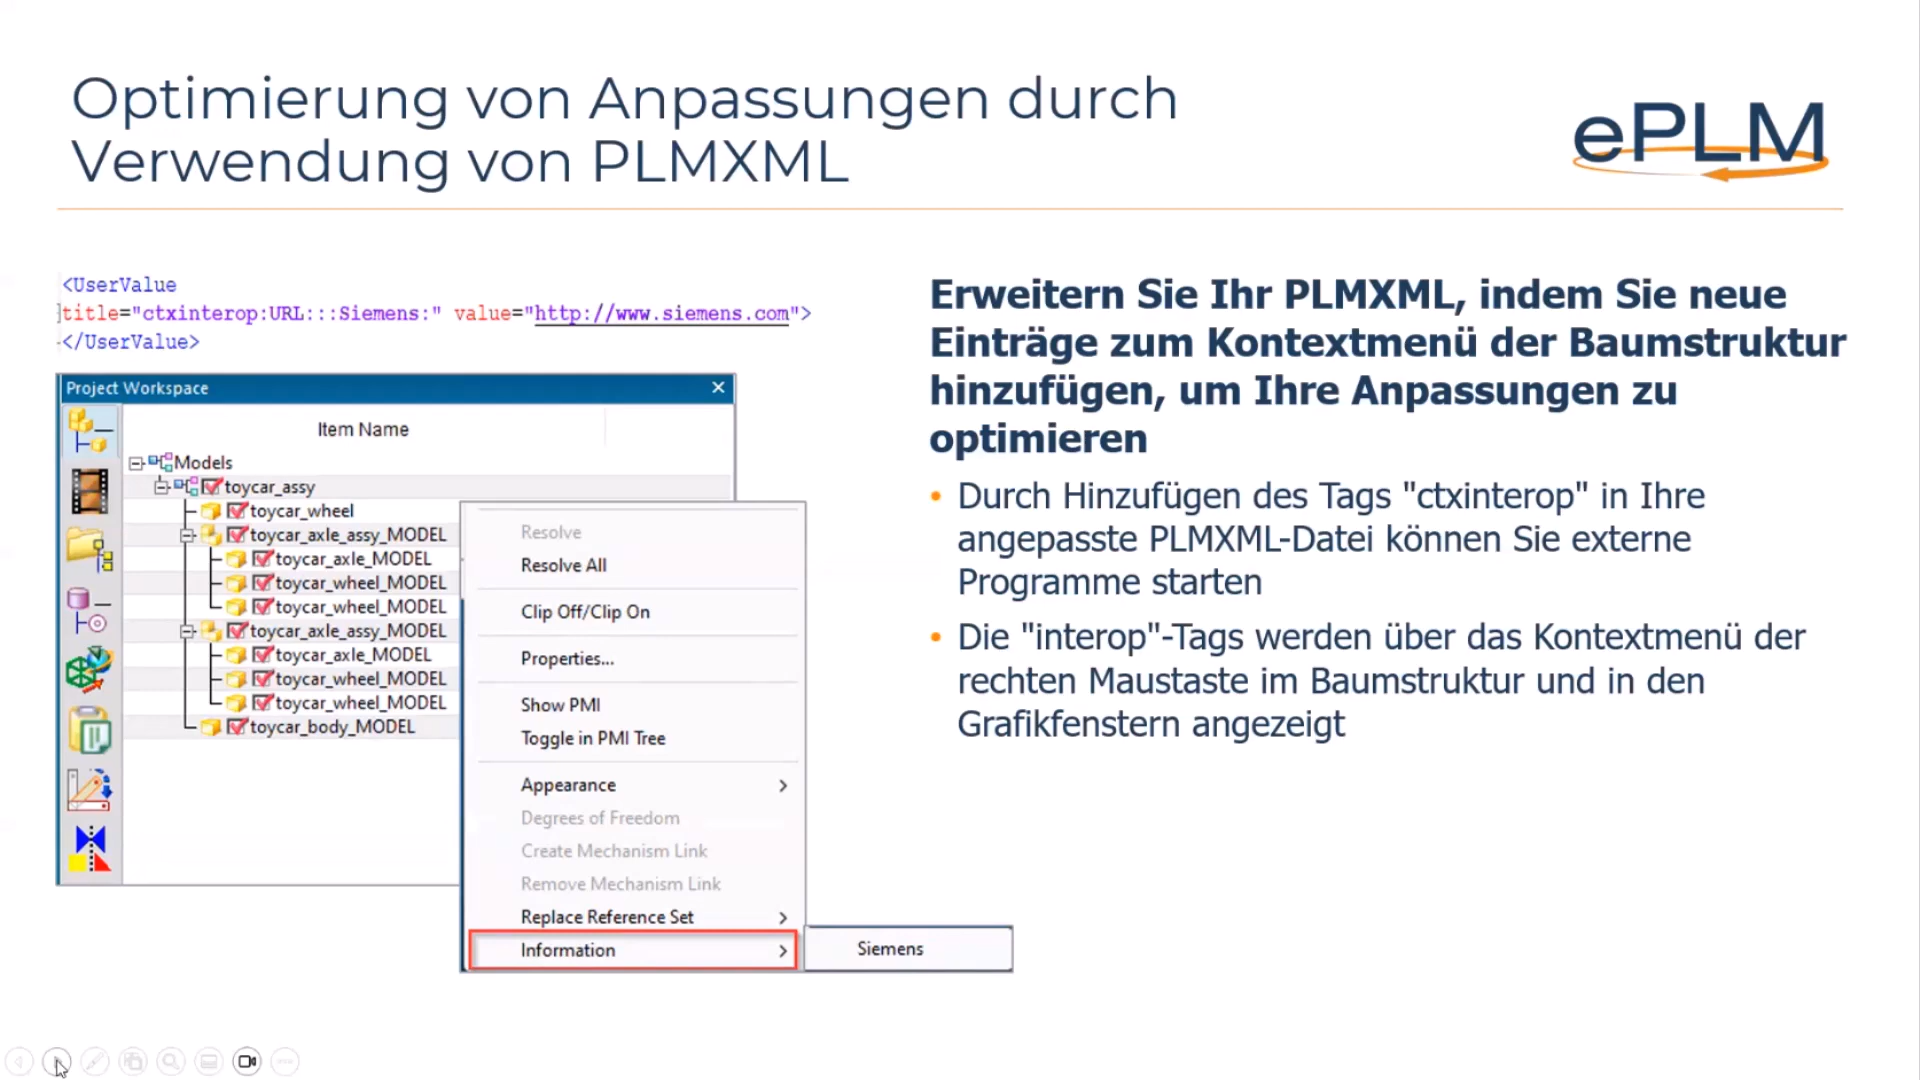 Optimierung von Anpassungen durch
Verwendung von PLMXML
ePLM
<UserValue
title="ctxinterop:URL:::Siemens:" value="http://www.siemens.com">
</UserValue>
Project Workspace
Item Name
Models
toycar_assy
toycar_wheel
toycar_axle_assy_MODEL
toycar_axle_MODEL
toycar_wheel_MODEL
toycar_wheel_MODEL
toycar_axle_assy_MODEL
toycar_axle_MODEL
toycar_wheel_MODEL
toycar_wheel_MODEL
toycar_body_MODEL
Resolve
Resolve All
Clip Off/Clip On
Properties...
Show PMI
Toggle in PMI Tree
Appearance
Degrees of Freedom
Create Mechanism Link
Remove Mechanism Link
Replace Reference Set
Information
Siemens
Erweitern Sie Ihr PLMXML, indem Sie neue
Einträge zum Kontextmenü der Baumstruktur
hinzufügen, um Ihre Anpassungen zu
optimieren
• Durch Hinzufügen des Tags "ctxinterop" in Ihre
angepasste PLMXML-Datei können Sie externe
Programme starten
• Die "interop"-Tags werden über das Kontextmenü der
rechten Maustaste im Baumstruktur und in den
Grafikfenstern angezeigt